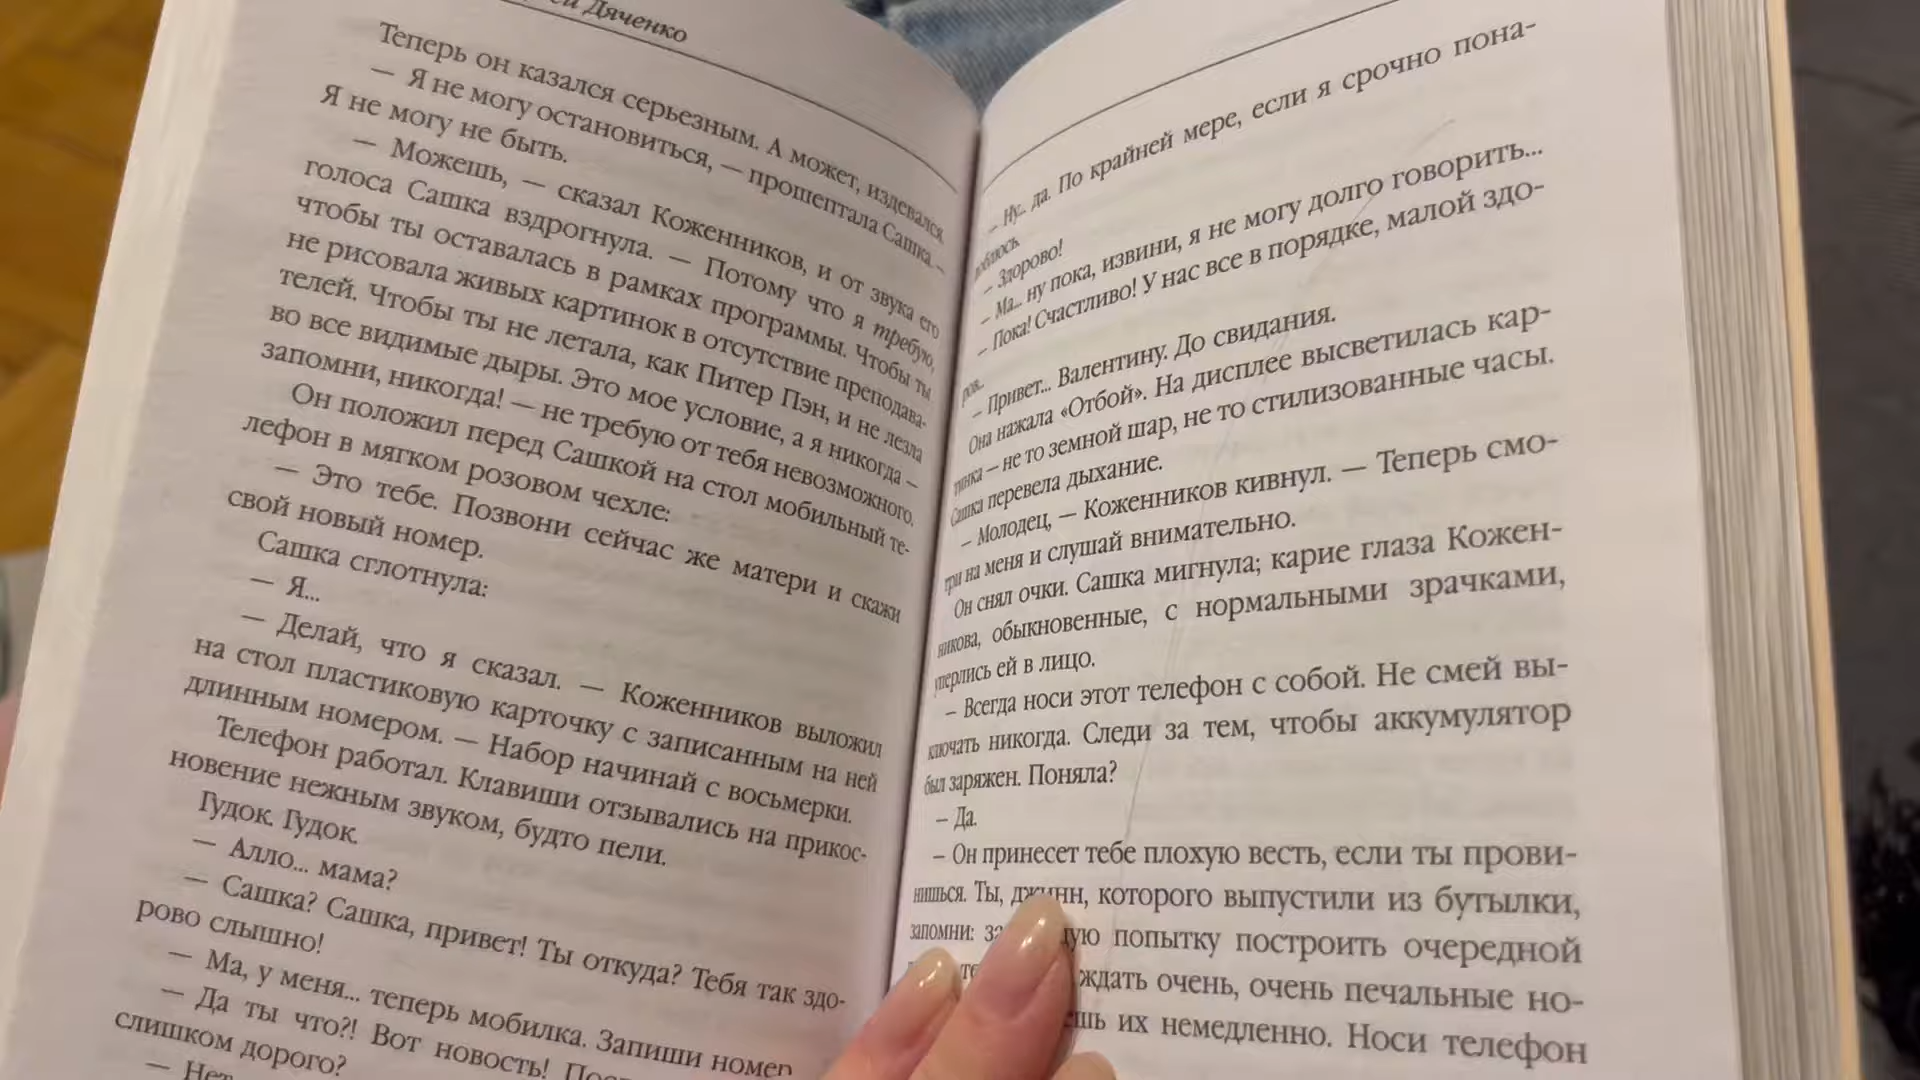 Дяченко
Теперь он казался серьезным. А может, издевался.
— Я не могу остановиться, — прошептала Сашка. —
Я не могу не быть.
— Можешь, — сказал Коженников, и от звука его
голоса Сашка вздрогнула. — Потому что я требую,
чтобы ты оставалась в рамках программы. Чтобы ты
не рисовала живых картинок в отсутствие преподава-
телей. Чтобы ты не летала, как Питер Пэн, и не лезла
во все видимые дыры. Это мое условие, а я никогда —
запомни, никогда! — не требую от тебя невозможного.
Он положил перед Сашкой на стол мобильный те-
лефон в мягком розовом чехле:
— Это тебе. Позвони сейчас же матери и скажи
свой новый номер.
Сашка сглотнула:
— Я...
— Делай, что я сказал. — Коженников выложил
на стол пластиковую карточку с записанным на ней
длинным номером. — Набор начинай с восьмерки.
Телефон работал. Клавиши отзывались на прикос-
новение нежным звуком, будто пели.
Гудок. Гудок.
— Алло... мама?
— Сашка? Сашка, привет! Ты откуда? Тебя так здо-
рово слышно!
— Ма, у меня... теперь мобилка. Запиши номер
— Да ты что?! Вот новость!
слишком дорого?
— Нет
— Ну... да. По крайней мере, если я срочно пона-
доблюсь.
— Здорово!
— Ма... ну пока, извини, я не могу долго говорить...
— Пока! Счастливо! У нас все в порядке, малой здо-
ров...
— Привет... Валентину. До свидания.
Она нажала «Отбой». На дисплее высветилась кар-
тинка — не то земной шар, не то стилизованные часы.
Сашка перевела дыхание.
— Молодец, — Коженников кивнул. — Теперь смо-
три на меня и слушай внимательно.
Он снял очки. Сашка мигнула; карие глаза Кожен-
никова, обыкновенные, с нормальными зрачками,
уперлись ей в лицо.
— Всегда носи этот телефон с собой. Не смей вы-
ключать никогда. Следи за тем, чтобы аккумулятор
был заряжен. Поняла?
— Да.
— Он принесет тебе плохую весть, если ты прови-
нишься. Ты, джинн, которого выпустили из бутылки,
запомни: попытку построить очередной
ждать очень, очень печальные но-
их немедленно. Носи телефон